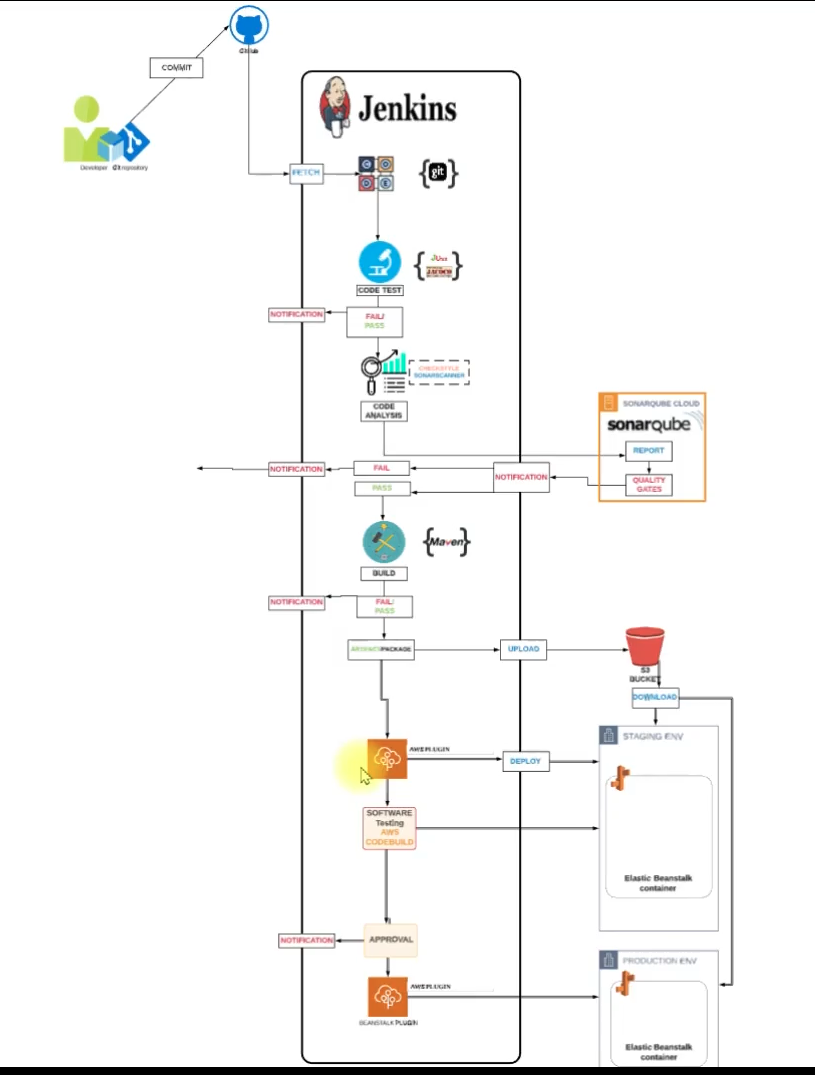 GitHub
COMMIT
Developer Git repository
Jenkins
FETCH
C O
D E
{git}
JUnit
JACOCO
CODE TEST
NOTIFICATION
FAIL/
PASS
CHECKSTYLE
SONARSCANNER
CODE
ANALYSIS
SONARQUBE CLOUD
sonarqube
REPORT
QUALITY
GATES
NOTIFICATION
FAIL
NOTIFICATION
PASS
{Maven}
BUILD
NOTIFICATION
FAIL/
PASS
PACKAGE
UPLOAD
S3
BUCKET
DOWNLOAD
STAGING ENV
AWS PLUGIN
DEPLOY
SOFTWARE
Testing
AWS
CODEBUILD
Elastic Beanstalk
container
NOTIFICATION
APPROVAL
PRODUCTION ENV
AWS PLUGIN
BEANSTALK PLUGIN
Elastic Beanstalk
container